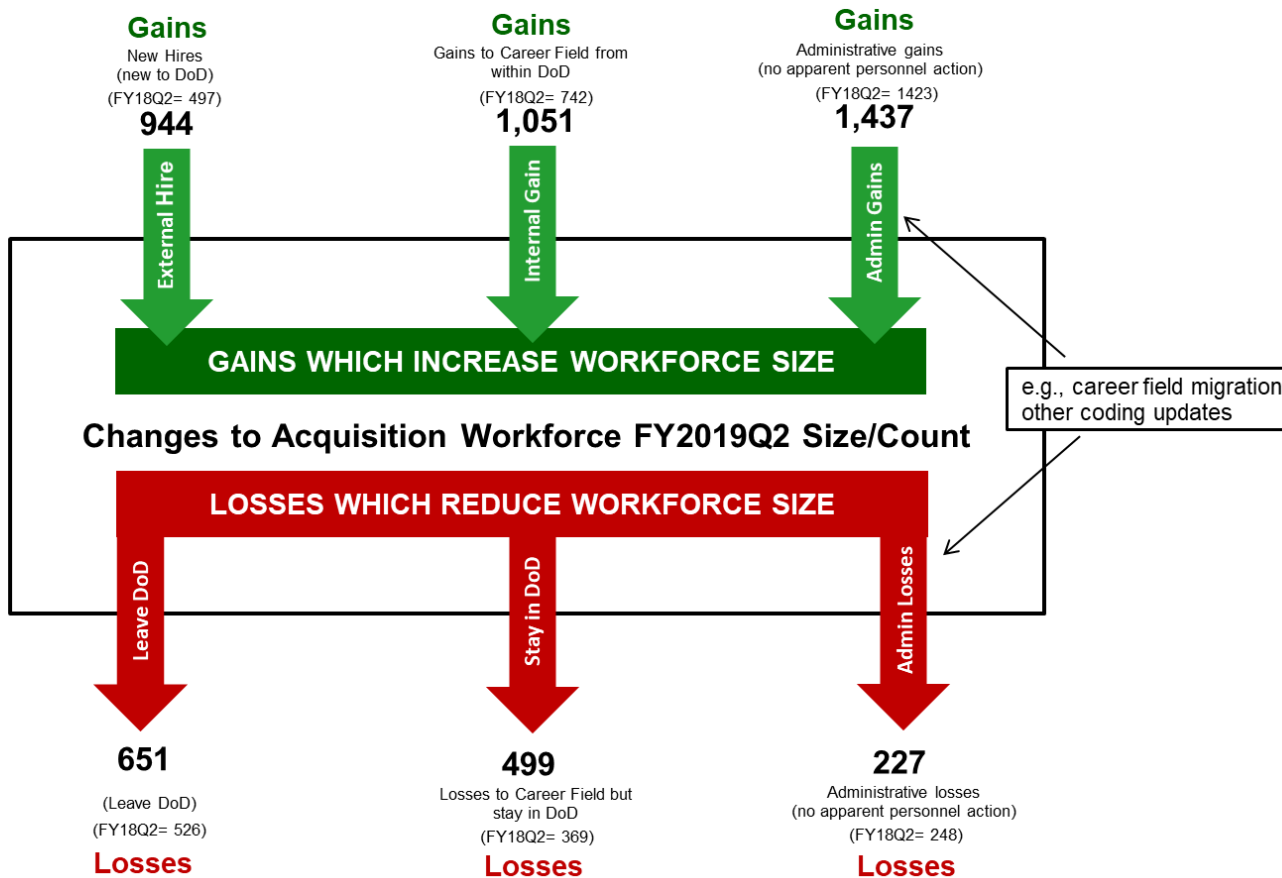 Gains
New Hires
(new to DoD)
(FY18Q2= 497)
944
Gains
Gains to Career Field from
within DoD
(FY18Q2= 742)
1,051
Gains
Administrative gains
(no apparent personnel action)
(FY18Q2= 1423)
1,437
External Hire
Internal Gain
Admin Gains
GAINS WHICH INCREASE WORKFORCE SIZE
e.g., career field migration
other coding updates
Changes to Acquisition Workforce FY2019Q2 Size/Count
LOSSES WHICH REDUCE WORKFORCE SIZE
Leave DoD
Stay in DoD
Admin Losses
651
(Leave DoD)
(FY18Q2= 526)
Losses
499
Losses to Career Field but
stay in DoD
(FY18Q2= 369)
Losses
227
Administrative losses
(no apparent personnel action)
(FY18Q2= 248)
Losses